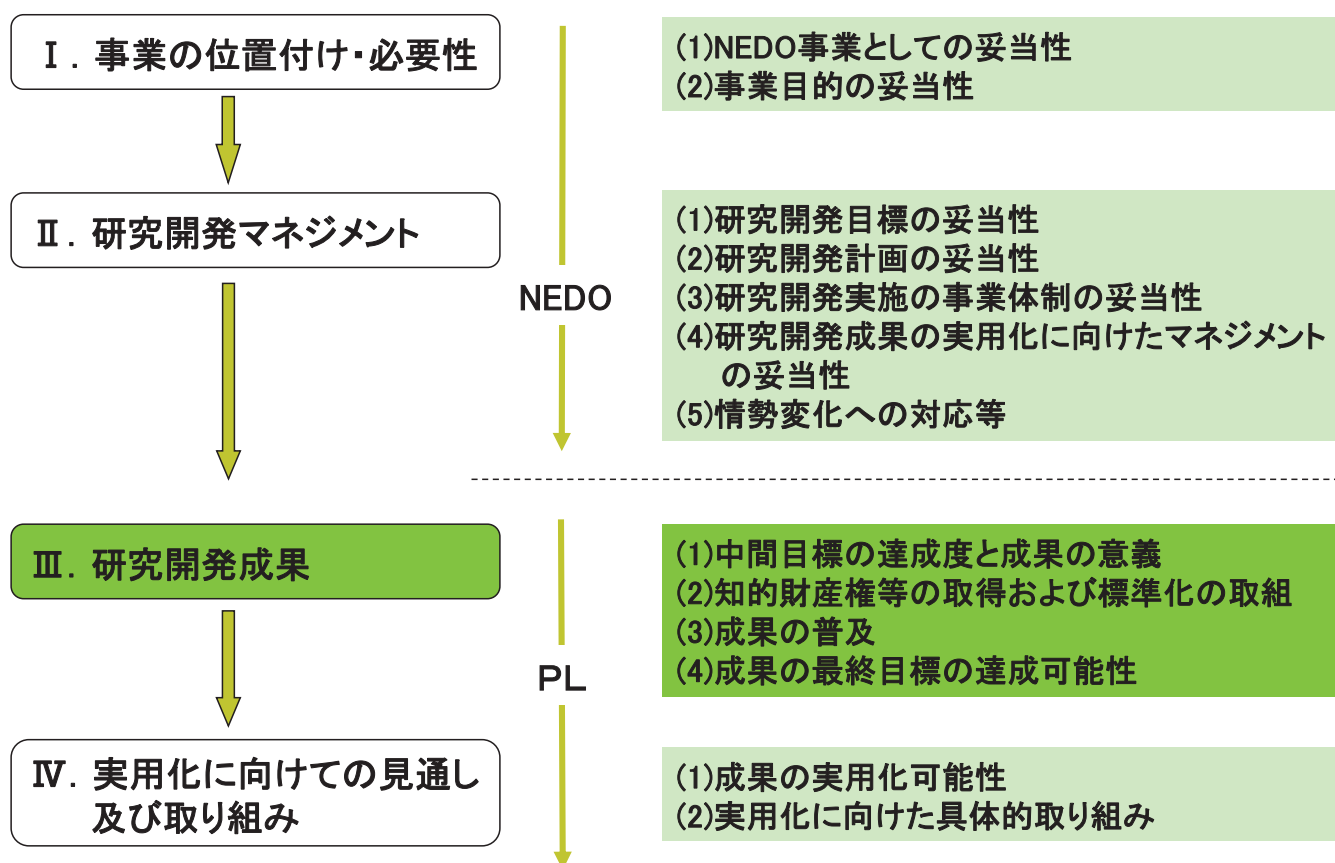 Ⅰ. 事業の位置付け・必要性
(1)NEDO事業としての妥当性
(2)事業目的の妥当性
Ⅱ. 研究開発マネジメント
(1)研究開発目標の妥当性
(2)研究開発計画の妥当性
(3)研究開発実施の事業体制の妥当性
(4)研究開発成果の実用化に向けたマネジメント
の妥当性
(5)情勢変化への対応等
NEDO
Ⅲ. 研究開発成果
(1)中間目標の達成度と成果の意義
(2)知的財産権等の取得および標準化の取組
(3)成果の普及
(4)成果の最終目標の達成可能性
PL
Ⅳ. 実用化に向けての見通し
及び取り組み
(1)成果の実用化可能性
(2)実用化に向けた具体的取り組み